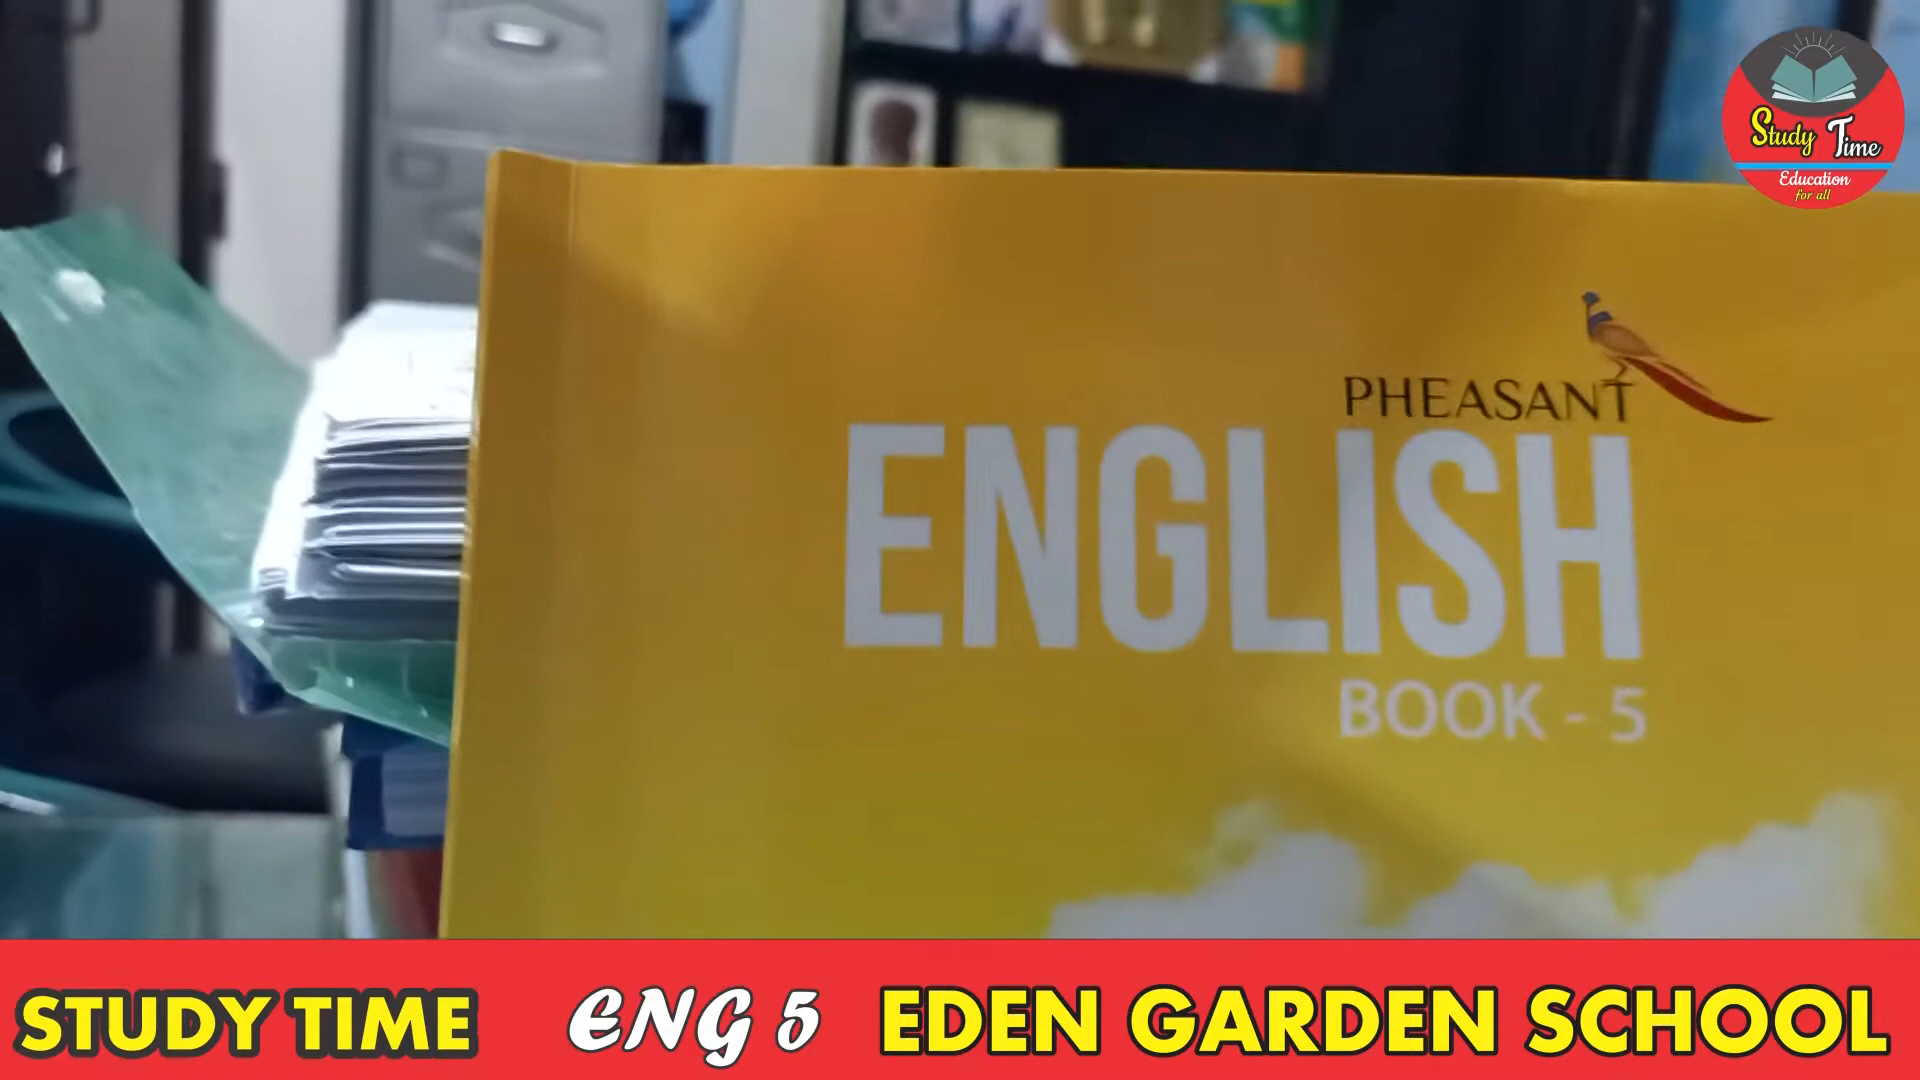 Study Time
Education
for all
PHEASANT
ENGLISH
BOOK - 5
STUDY TIME ENG 5 EDEN GARDEN SCHOOL